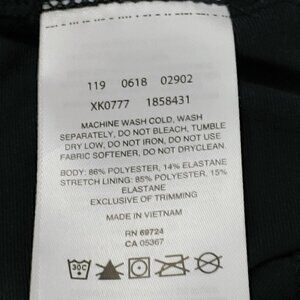 119 0618 02902
XK0777 1858431
MACHINE WASH COLD, WASH
SEPARATELY, DO NOT BLEACH, TUMBLE
DRY LOW, DO NOT IRON, DO NOT USE
FABRIC SOFTENER, DO NOT DRYCLEAN.
BODY: 86% POLYESTER, 14% ELASTANE
STRETCH LINING: 85% POLYESTER, 15%
ELASTANE
EXCLUSIVE OF TRIMMING
MADE IN VIETNAM
RN 69724
CA 05367
30C